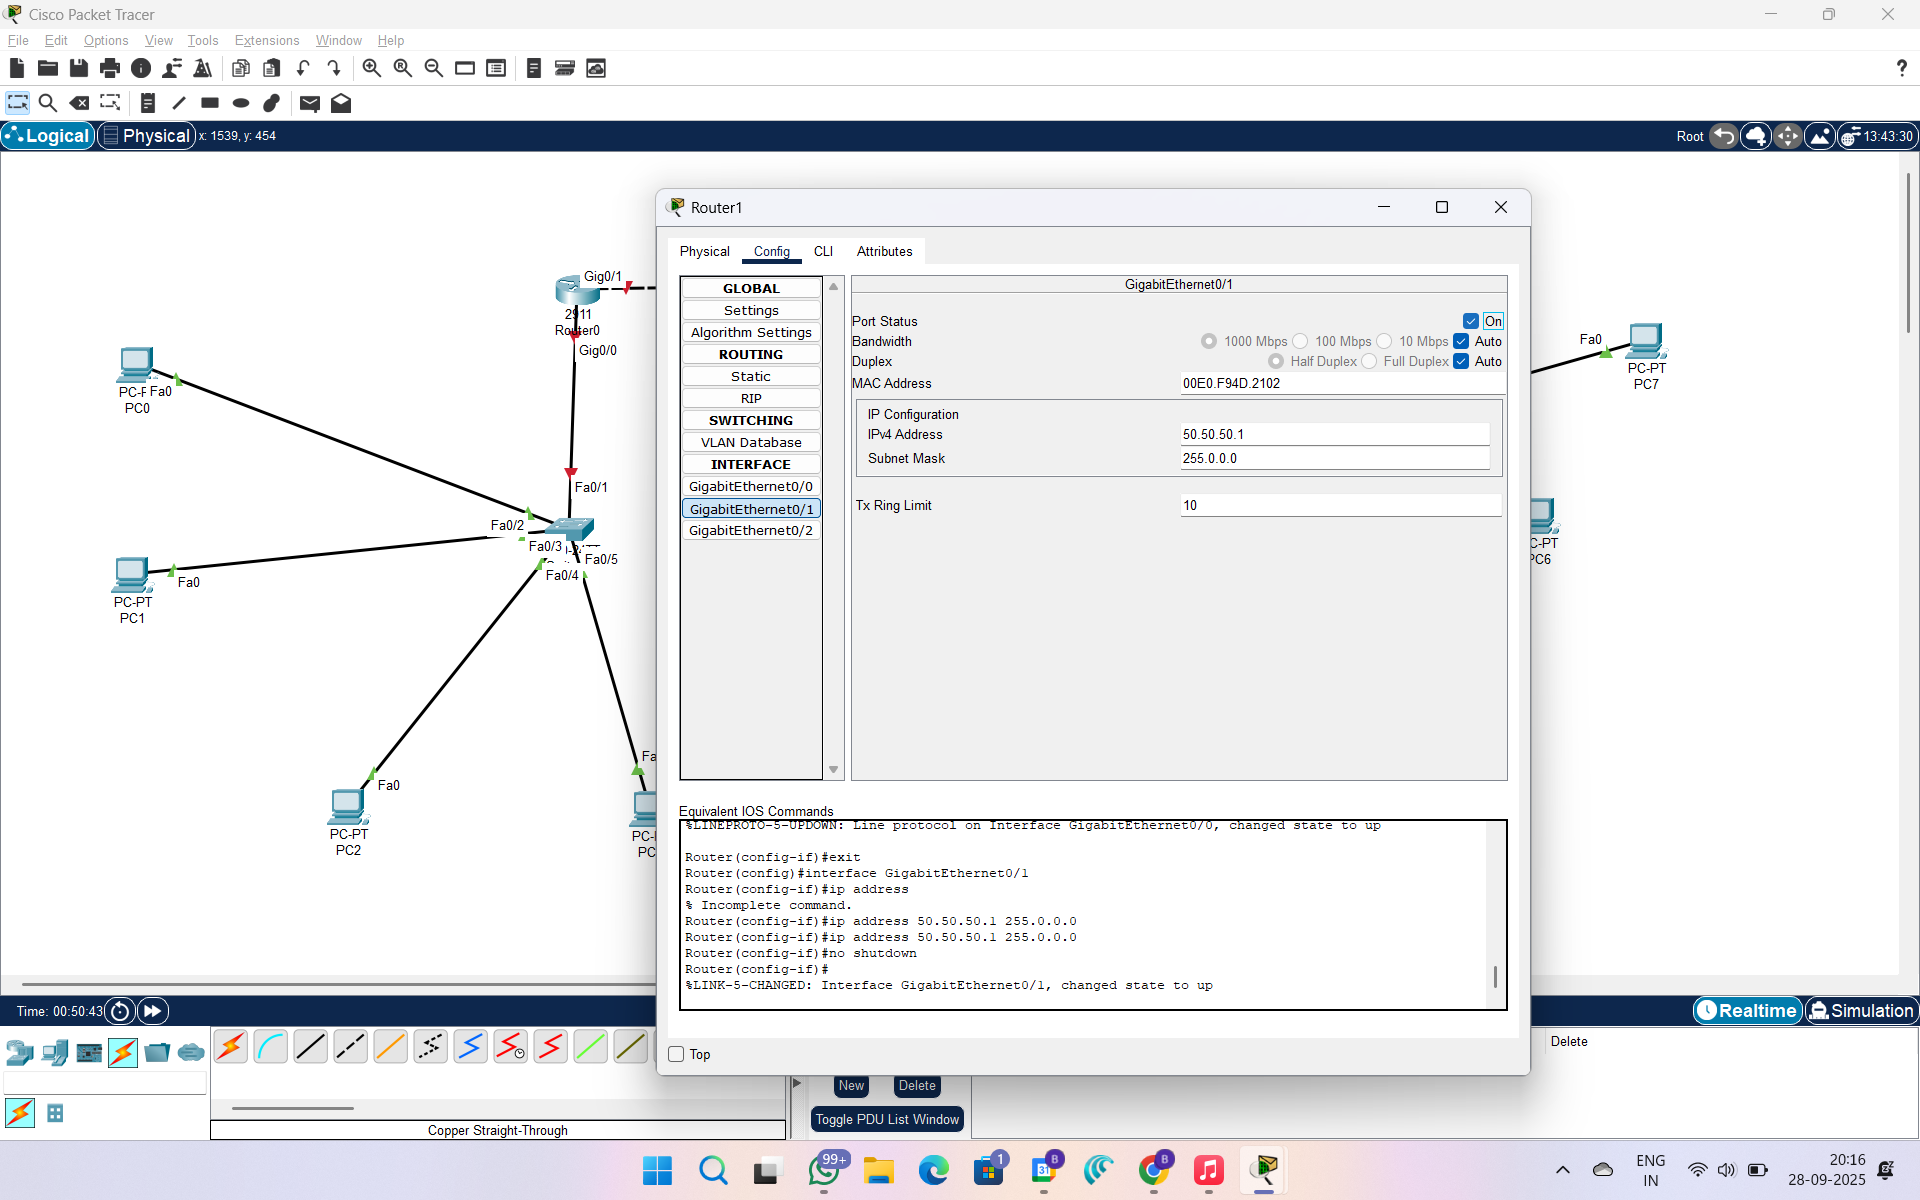 Cisco Packet Tracer
File Edit Options View Tools Extensions Window Help
?
Logical Physical x: 1539, y: 454 Root 13:43:30
Router1
Physical Config CLI Attributes
GLOBAL
Settings
Algorithm Settings
ROUTING
Static
RIP
SWITCHING
VLAN Database
INTERFACE
GigabitEthernet0/0
GigabitEthernet0/1
GigabitEthernet0/2
GigabitEthernet0/1
Port Status On
Bandwidth 1000 Mbps 100 Mbps 10 Mbps Auto
Duplex Half Duplex Full Duplex Auto
MAC Address 00E0.F94D.2102
IP Configuration
IPv4 Address 50.50.50.1
Subnet Mask 255.0.0.0
Tx Ring Limit 10
Equivalent IOS Commands
%LINEPROTO-5-UPDOWN: Line protocol on Interface GigabitEthernet0/0, changed state to up
Router(config-if)#exit
Router(config)#interface GigabitEthernet0/1
Router(config-if)#ip address
% Incomplete command.
Router(config-if)#ip address 50.50.50.1 255.0.0.0
Router(config-if)#ip address 50.50.50.1 255.0.0.0
Router(config-if)#no shutdown
Router(config-if)#
%LINK-5-CHANGED: Interface GigabitEthernet0/1, changed state to up
Top
Gig0/1
2911
Router0
Gig0/0
Fa0/1
Fa0
PC0
Fa0/2
Fa0/3
Fa0/5
Fa0/4
Fa0
PC-PT
PC1
Fa0
PC-PT
PC2
Fa0
PC-PT
PC7
Time: 00:50:43 Realtime Simulation
Copper Straight-Through
New Delete
Toggle PDU List Window
Delete
99+
1
31
B
B
ENG
IN
20:16
28-09-2025